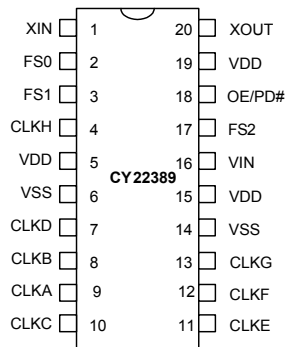 XIN 1 20 XOUT
FS0 2 19 VDD
FS1 3 18 OE/PD#
CLKH 4 17 FS2
VDD 5 16 VIN
CY22389
VSS 6 15 VDD
CLKD 7 14 VSS
CLKB 8 13 CLKG
CLKA 9 12 CLKF
CLKC 10 11 CLKE